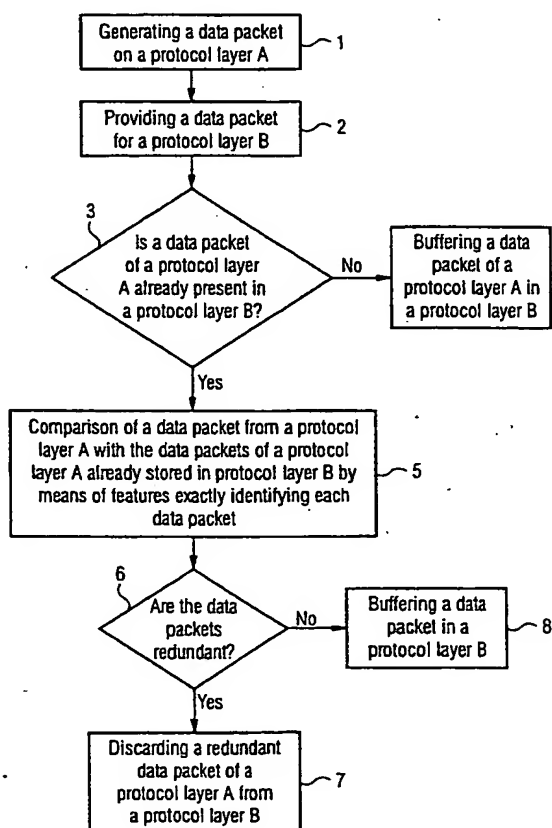 Generating a data packet
on a protocol layer A
1
Providing a data packet
for a protocol layer B
2
3
Is a data packet
of a protocol layer
A already present in
a protocol layer B?
No
Buffering a data
packet of a
protocol layer A in
a protocol layer B
Yes
Comparison of a data packet from a protocol
layer A with the data packets of a protocol
layer A already stored in protocol layer B by
means of features exactly identifying each
data packet
5
6
Are the data
packets
redundant?
No
Buffering a data
packet in a
protocol layer B
8
Yes
Discarding a redundant
data packet of a
protocol layer A from
a protocol layer B
7